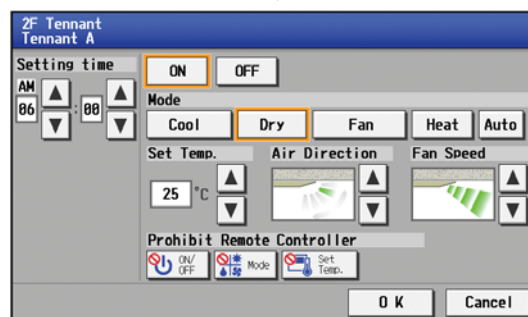 2F Tennant
Tennant A
Setting time
ON OFF
AM
06 : 00
Mode
Cool Dry Fan Heat Auto
Set Temp. Air Direction Fan Speed
25 °C
Prohibit Remote Controller
ON/OFF Mode Set Temp.
O K Cancel